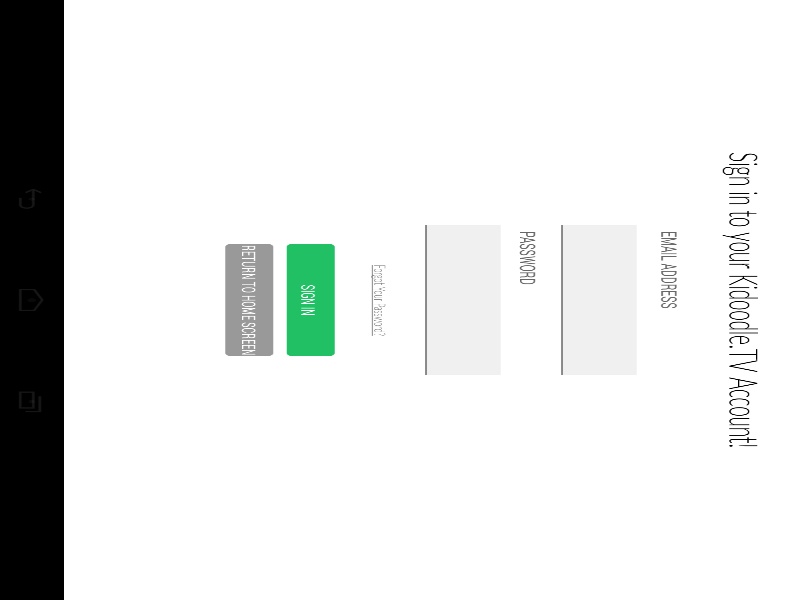 Sign in to your Kidoodle.TV Account!
EMAIL ADDRESS
PASSWORD
Forgot Your Password?
SIGN IN
RETURN TO HOME SCREEN